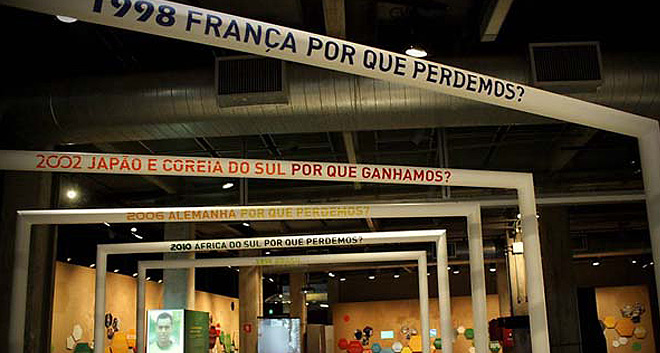 1998 FRANÇA POR QUE PERDEMOS?
2002 JAPÃO E COREIA DO SUL POR QUE GANHAMOS?
2006 ALEMANHA POR QUE PERDEMOS?
2010 ÁFRICA DO SUL POR QUE PERDEMOS?